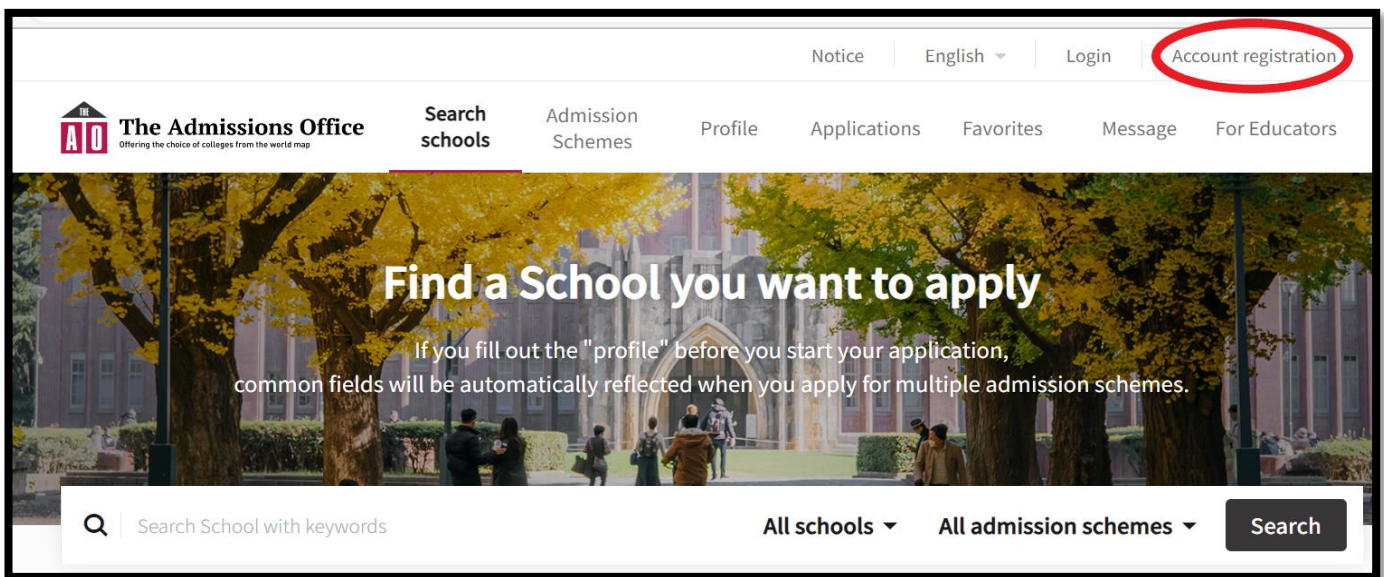 Notice English Login Account registration
THE
AO
The Admissions Office
Offering the choice of colleges from the world map
Search
schools
Admission
Schemes
Profile
Applications
Favorites
Message
For Educators
Find a School you want to apply
If you fill out the "profile" before you start your application,
common fields will be automatically reflected when you apply for multiple admission schemes.
Search School with keywords
All schools
All admission schemes
Search